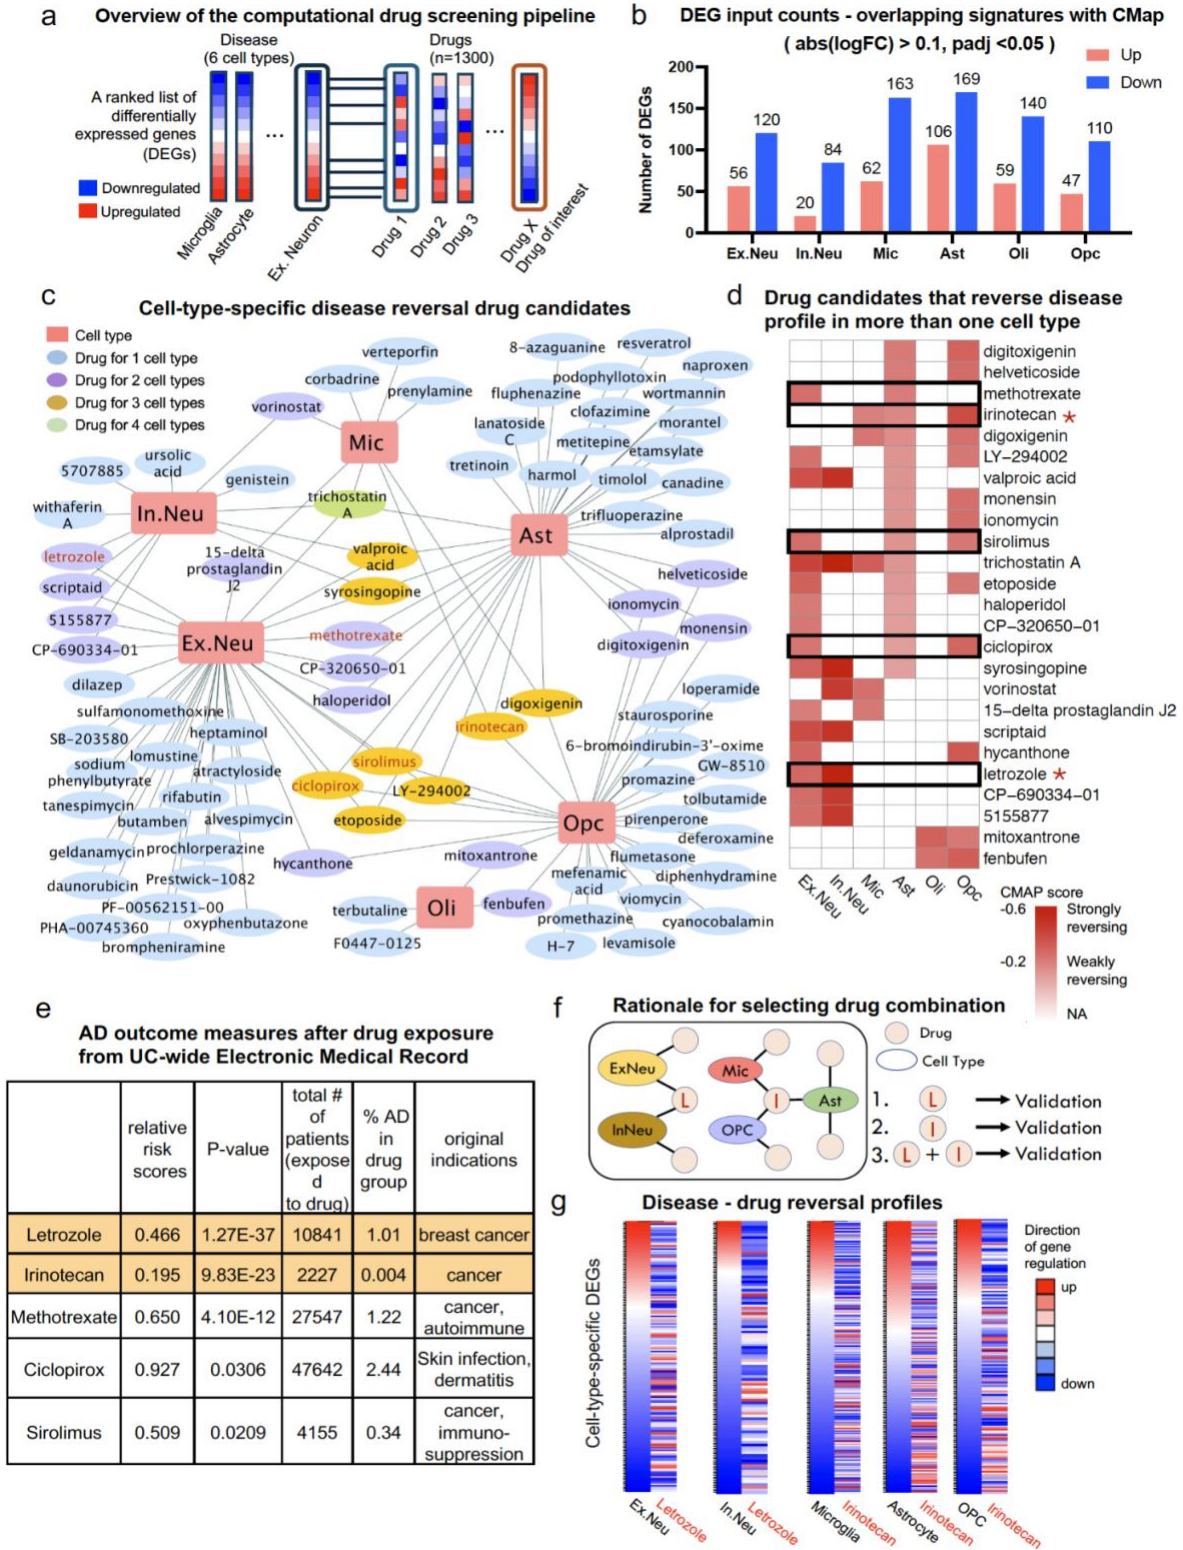 a
Overview of the computational drug screening pipeline
Disease
(6 cell types)
Drugs
(n=1300)
A ranked list of
differentially
expressed genes
(DEGs)
...
...
Downregulated
Upregulated
Microglia
Astrocyte
Ex. Neuron
Drug 1
Drug 2
Drug 3
Drug X
Drug of interest
b
DEG input counts - overlapping signatures with CMap
( abs(logFC) > 0.1, padj <0.05 )
Up
Down
Number of DEGs
200
150
100
50
0
56
120
20
84
62
163
106
169
59
140
47
110
Ex.Neu
In.Neu
Mic
Ast
Oli
Opc
c
Cell-type-specific disease reversal drug candidates
Cell type
Drug for 1 cell type
Drug for 2 cell types
Drug for 3 cell types
Drug for 4 cell types
verteporfin
corbadrine
prenylamine
vorinostat
Mic
8-azaguanine
resveratrol
naproxen
podophyllotoxin
fluphenazine
wortmannin
clofazimine
lanatoside
C
morantel
metitepine
etamsylate
tretinoin
harmol
timolol
canadine
trifluoperazine
alprostadil
Ast
ursolic
acid
5707885
genistein
withaferin
A
In.Neu
trichostatin
A
letrozole
15-delta
prostaglandin
J2
valproic
acid
scriptaid
syrosingopine
helveticoside
ionomycin
5155877
monensin
Ex.Neu
methotrexate
digitoxigenin
CP-690334-01
CP-320650-01
haloperidol
dilazep
digoxigenin
loperamide
sulfamonomethoxine
irinotecan
staurosporine
SB-203580
heptaminol
6-bromoindirubin-3'-oxime
lomustine
sodium
phenylbutyrate
atractyloside
sirolimus
GW-8510
promazine
ciclopirox
LY-294002
tolbutamide
tanespimycin
rifabutin
butamben
alvespimycin
etoposide
Opc
pirenperone
deferoxamine
geldanamycin
prochlorperazine
hycanthone
mitoxantrone
flumetasone
mefenamic
acid
diphenhydramine
daunorubicin
Prestwick-1082
viomycin
PF-00562151-00
terbutaline
Oli
fenbufen
promethazine
cyanocobalamin
PHA-00745360
oxyphenbutazone
brompheniramine
F0447-0125
H-7
levamisole
d
Drug candidates that reverse disease
profile in more than one cell type
digitoxigenin
helveticoside
methotrexate
irinotecan *
digoxigenin
LY-294002
valproic acid
monensin
ionomycin
sirolimus
trichostatin A
etoposide
haloperidol
CP-320650-01
ciclopirox
syrosingopine
vorinostat
15-delta prostaglandin J2
scriptaid
hycanthone
letrozole *
CP-690334-01
5155877
mitoxantrone
fenbufen
Ex.Neu
In.Neu
Mic
Ast
Oli
Opc
CMAP score
-0.6
Strongly
reversing
-0.2
Weakly
reversing
NA
e
AD outcome measures after drug exposure
from UC-wide Electronic Medical Record
relative
risk
scores
P-value
total #
of
patients
(expose
d
to drug)
% AD
in
drug
group
original
indications
Letrozole 0.466 1.27E-37 10841 1.01 breast cancer
Irinotecan 0.195 9.83E-23 2227 0.004 cancer
Methotrexate 0.650 4.10E-12 27547 1.22 cancer,
autoimmune
Ciclopirox 0.927 0.0306 47642 2.44 Skin infection,
dermatitis
Sirolimus 0.509 0.0209 4155 0.34 cancer,
immuno-
suppression
f
Rationale for selecting drug combination
ExNeu
L
InNeu
Mic
I
OPC
Ast
Drug
Cell Type
1. L Validation
2. I Validation
3. L + I Validation
g
Disease - drug reversal profiles
Cell-type-specific DEGs
Ex.Neu
Letrozole
In.Neu
Letrozole
Microglia
Irinotecan
Astrocyte
Irinotecan
OPC
Irinotecan
Direction
of gene
regulation
up
down